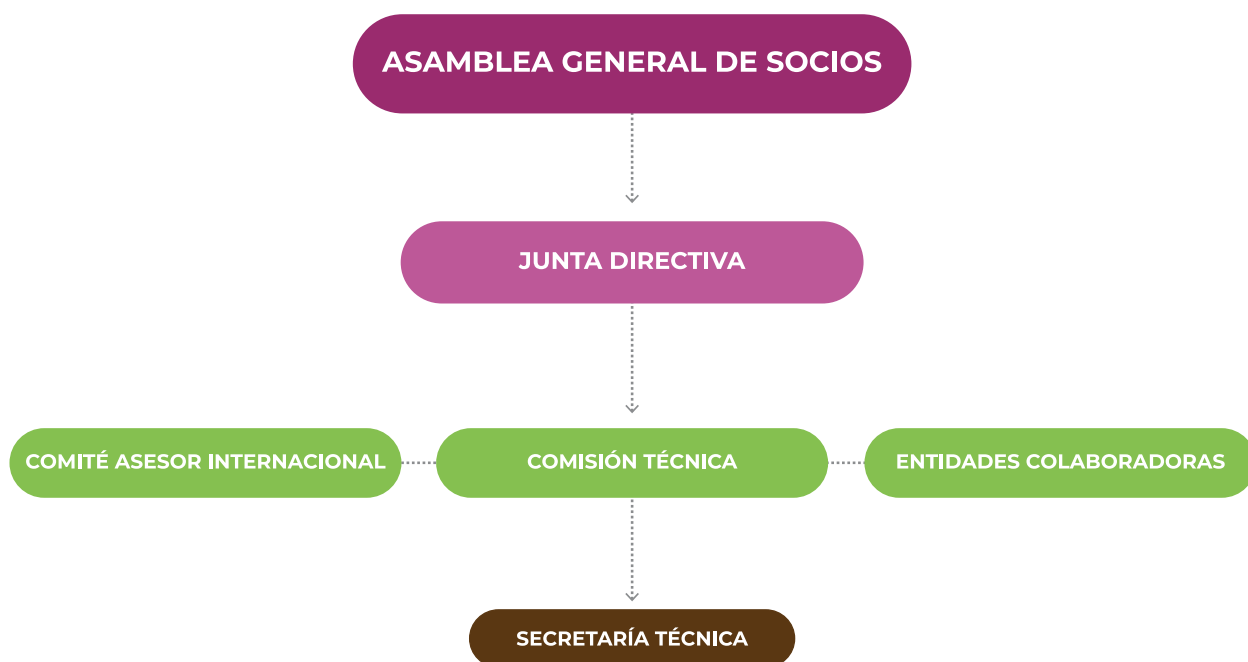 ASAMBLEA GENERAL DE SOCIOS
JUNTA DIRECTIVA
COMITÉ ASESOR INTERNACIONAL
COMISIÓN TÉCNICA
ENTIDADES COLABORADORAS
SECRETARÍA TÉCNICA